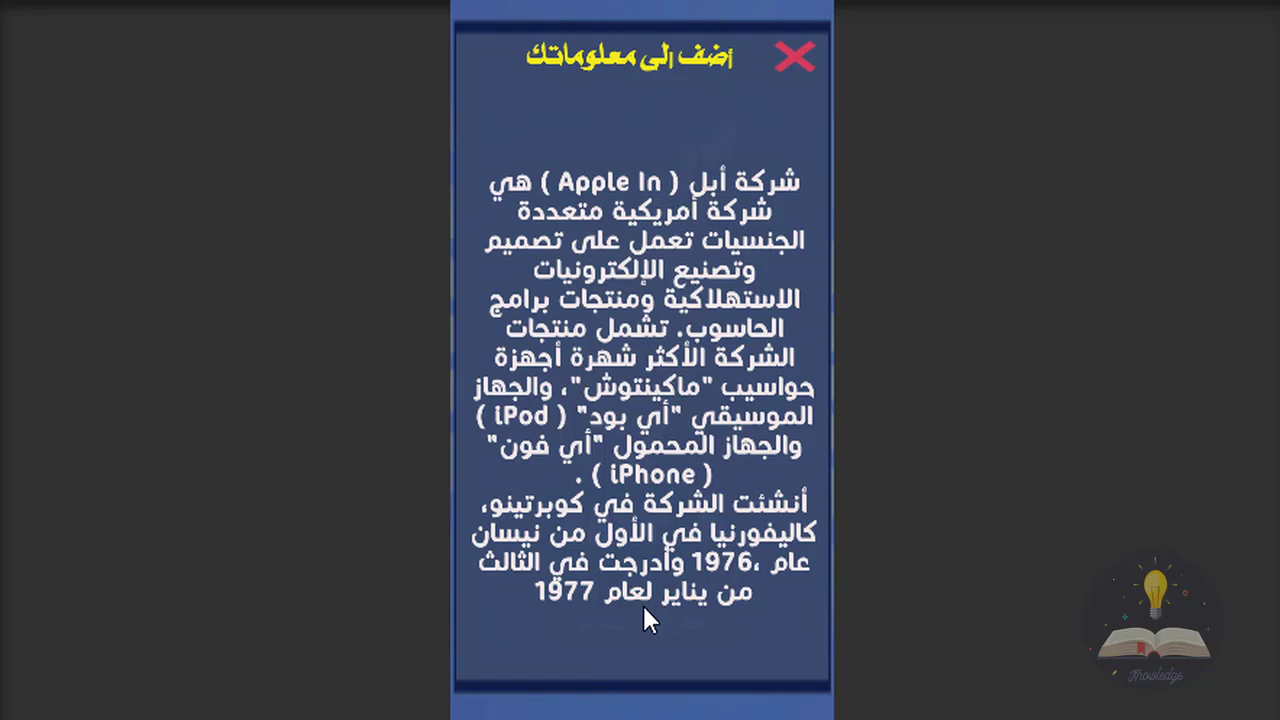 أضف الى معلوماتك
شركة أبل ( Apple In ) هي
شركة أمريكية متعددة
الجنسيات تعمل على تصميم
وتصنيع الإلكترونيات
الاستهلاكية ومنتجات برامج
الحاسوب. تشمل منتجات
الشركة الأكثر شهرة أجهزة
حواسيب "ماكينتوش"، والجهاز
الموسيقي "أي بود" ( iPod )
والجهاز المحمول "أي فون"
( iPhone ) .
أنشئت الشركة في كوبرتينو،
كاليفورنيا في الأول من نيسان
عام ،1976 وأدرجت في الثالث
من يناير لعام 1977
Knowledge